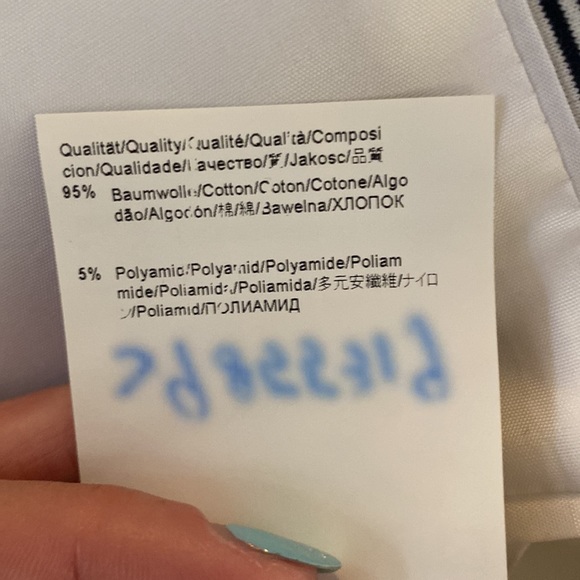 Qualität/Quality/Qualité/Qualità/Composi
cion/Qualidade/Качество/質/Jakosc/品質
95% Baumwolle/Cotton/Coton/Cotone/Algo
dão/Algodón/棉/綿/Bawelna/ХЛОПОК
5% Polyamid/Polyamid/Polyamide/Poliam
mide/Poliamida/Poliamida/多元安纖維/ナイロ
ン/Poliamid/ПОЛИАМИД